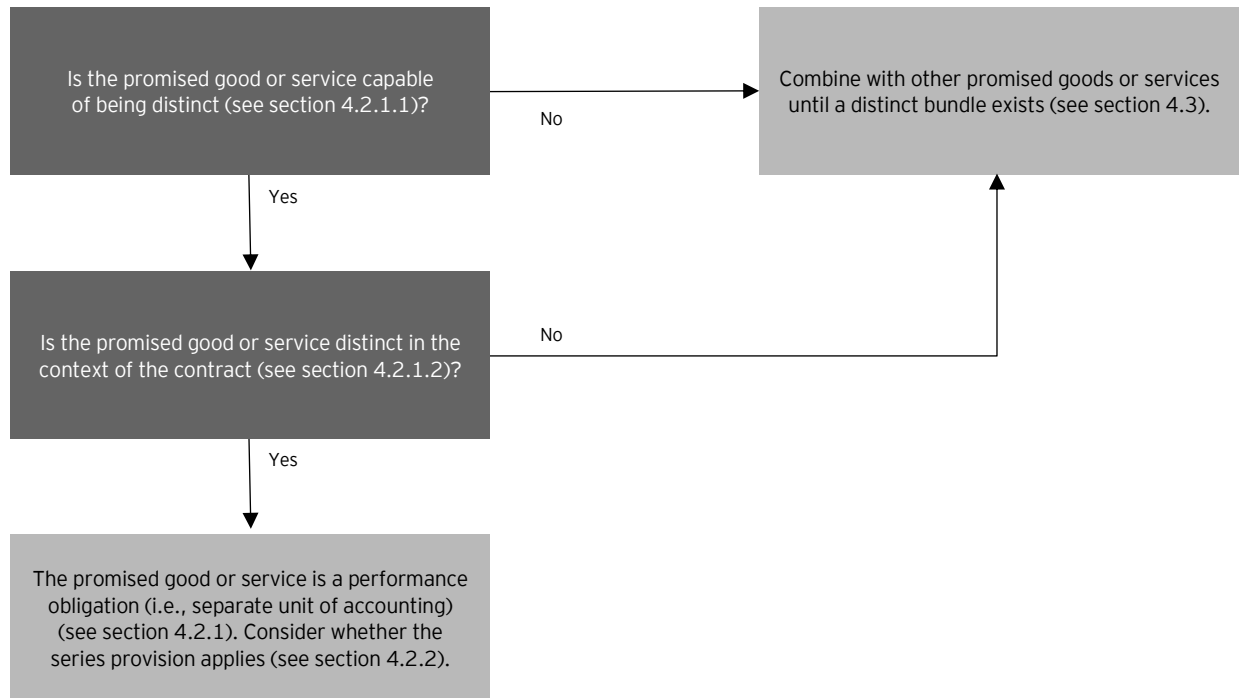 Is the promised good or service capable
of being distinct (see section 4.2.1.1)?
No
Combine with other promised goods or services
until a distinct bundle exists (see section 4.3).
Yes
Is the promised good or service distinct in the
context of the contract (see section 4.2.1.2)?
No
Yes
The promised good or service is a performance
obligation (i.e., separate unit of accounting)
(see section 4.2.1). Consider whether the
series provision applies (see section 4.2.2).